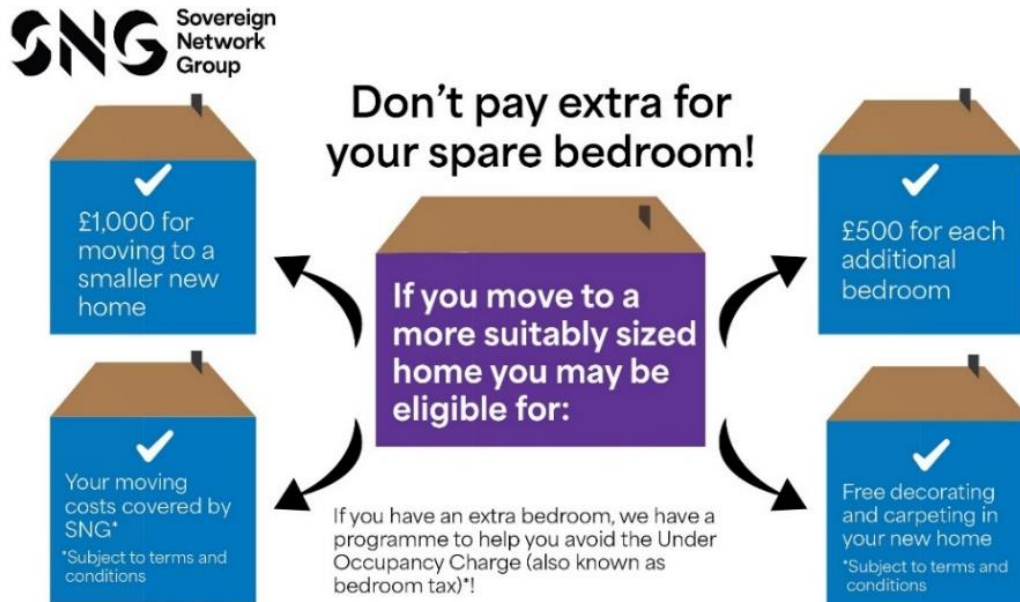 SNG
Sovereign
Network
Group
Don't pay extra for
your spare bedroom!
£1,000 for
moving to a
smaller new
home
If you move to a
more suitably sized
home you may be
eligible for:
£500 for each
additional
bedroom
Your moving
costs covered by
SNG*
*Subject to terms and
conditions
If you have an extra bedroom, we have a
programme to help you avoid the Under
Occupancy Charge (also known as
bedroom tax)*!
Free decorating
and carpeting in
your new home
*Subject to terms and
conditions